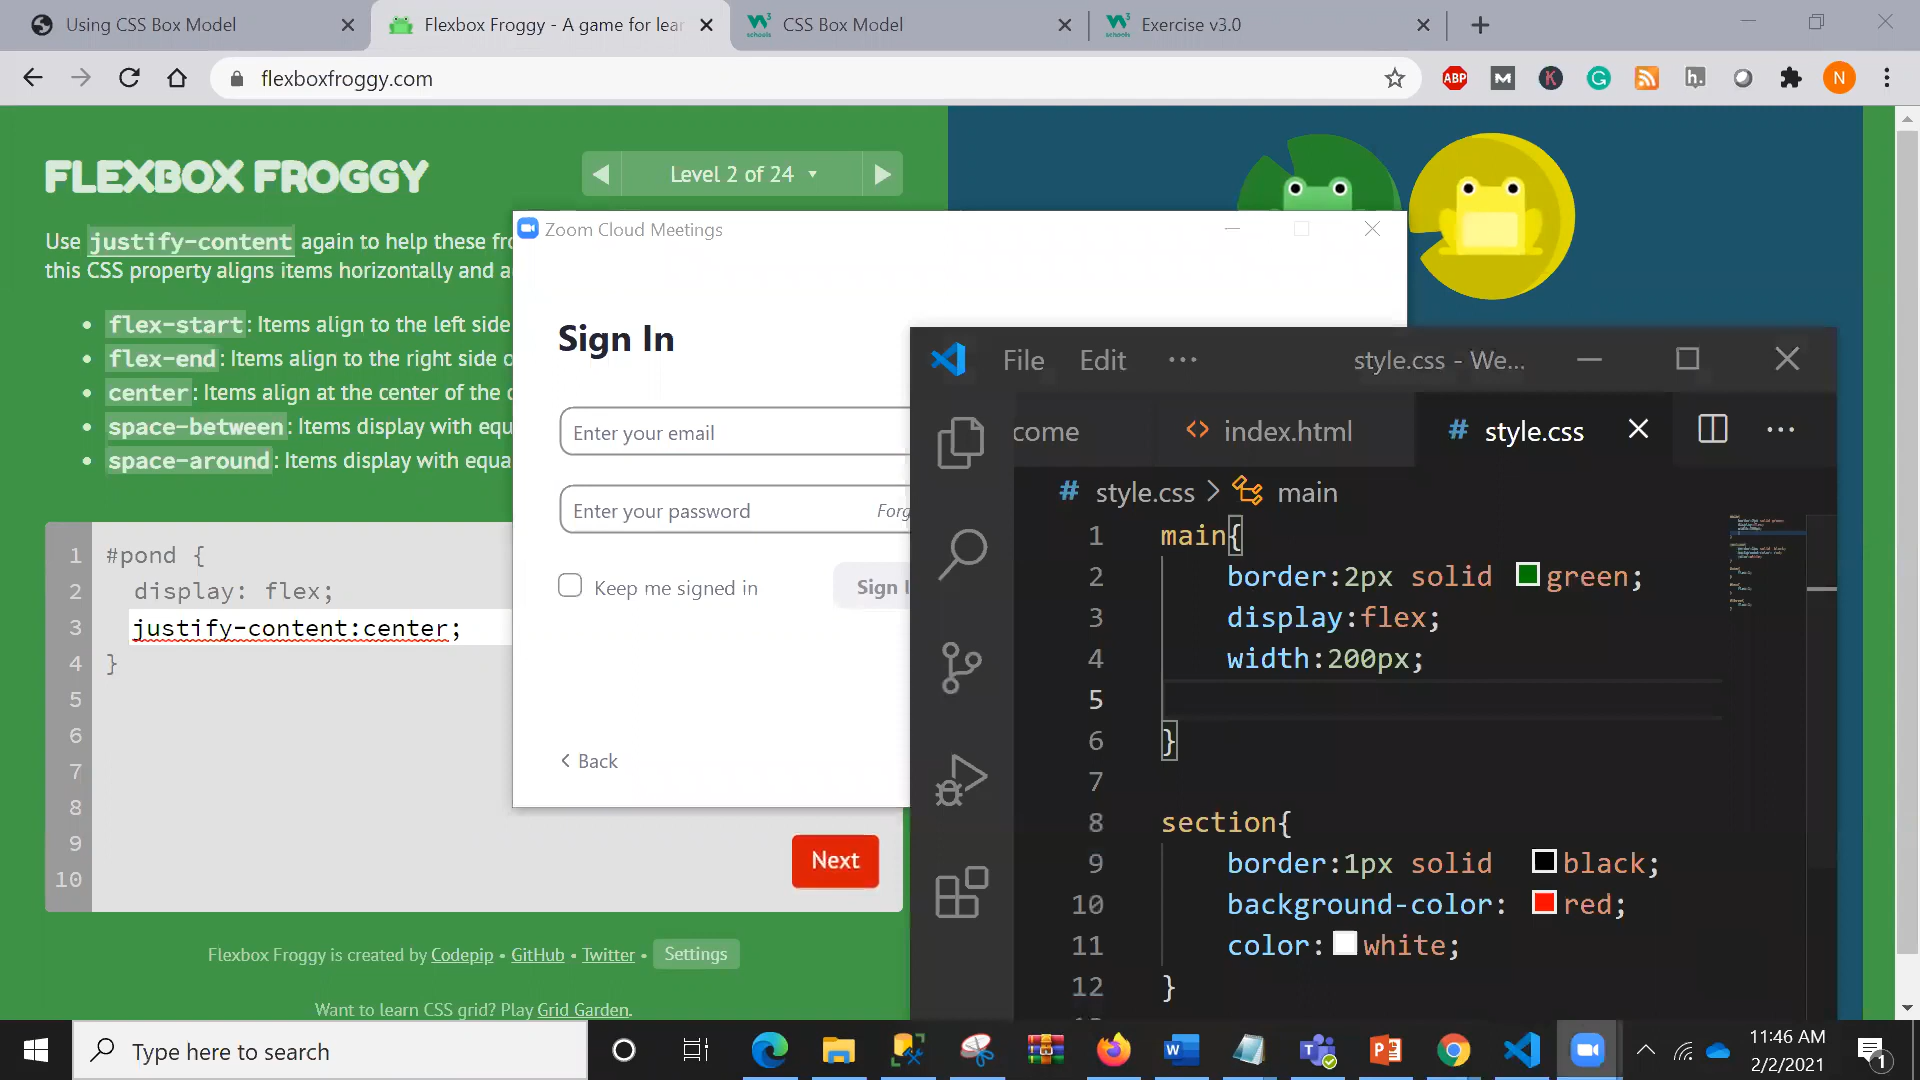 Using CSS Box Model
Flexbox Froggy - A game for lear
CSS Box Model
Exercise v3.0
flexboxfroggy.com
ABP
N
FLEXBOX FROGGY
Level 2 of 24
Use justify-content again to help these fro
this CSS property aligns items horizontally and a
flex-start: Items align to the left side
flex-end: Items align to the right side o
center: Items align at the center of the c
space-between: Items display with equ
space-around: Items display with equa
1 #pond {
2 display: flex;
3 justify-content:center;
4 }
5
6
7
8
9
10
Next
Flexbox Froggy is created by Codepip • GitHub • Twitter • Settings
Want to learn CSS grid? Play Grid Garden.
Zoom Cloud Meetings
Sign In
Enter your email
Enter your password Forg
Keep me signed in
Sign I
Back
File Edit ... style.css - We...
come
index.html
# style.css
...
# style.css > main
1 main{
2 border:2px solid green;
3 display:flex;
4 width:200px;
5
6 }
7
8 section{
9 border:1px solid black;
10 background-color: red;
11 color: white;
12 }
Type here to search
11:46 AM
2/2/2021
1